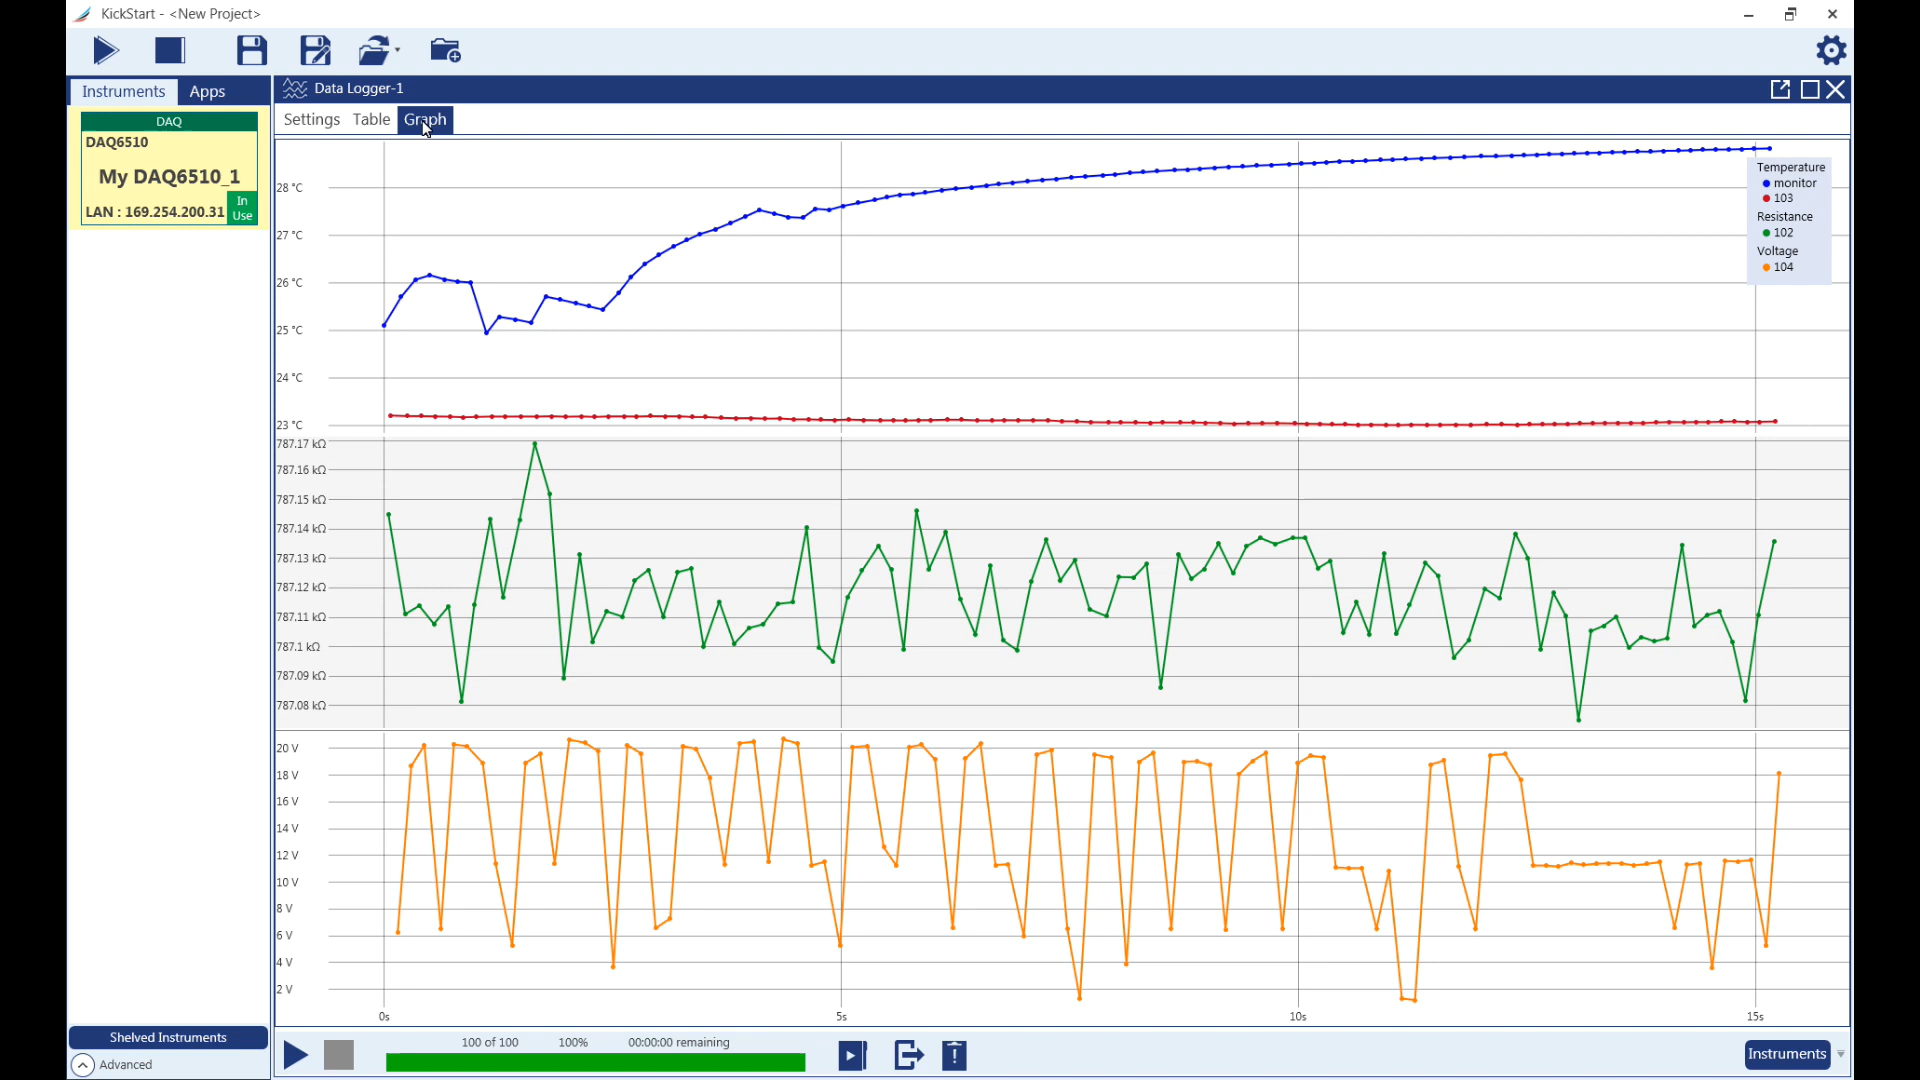 KickStart - <New Project>
Instruments Apps
Data Logger-1
DAQ
DAQ6510
My DAQ6510_1
LAN : 169.254.200.31
In Use
Settings Table Graph
28 °C
27 °C
26 °C
25 °C
24 °C
23 °C
Temperature
monitor
103
Resistance
102
Voltage
104
787.17 kΩ
787.16 kΩ
787.15 kΩ
787.14 kΩ
787.13 kΩ
787.12 kΩ
787.11 kΩ
787.1 kΩ
787.09 kΩ
787.08 kΩ
20 V
18 V
16 V
14 V
12 V
10 V
8 V
6 V
4 V
2 V
0s 5s 10s 15s
Shelved Instruments
Advanced
100 of 100 100% 00:00:00 remaining
Instruments